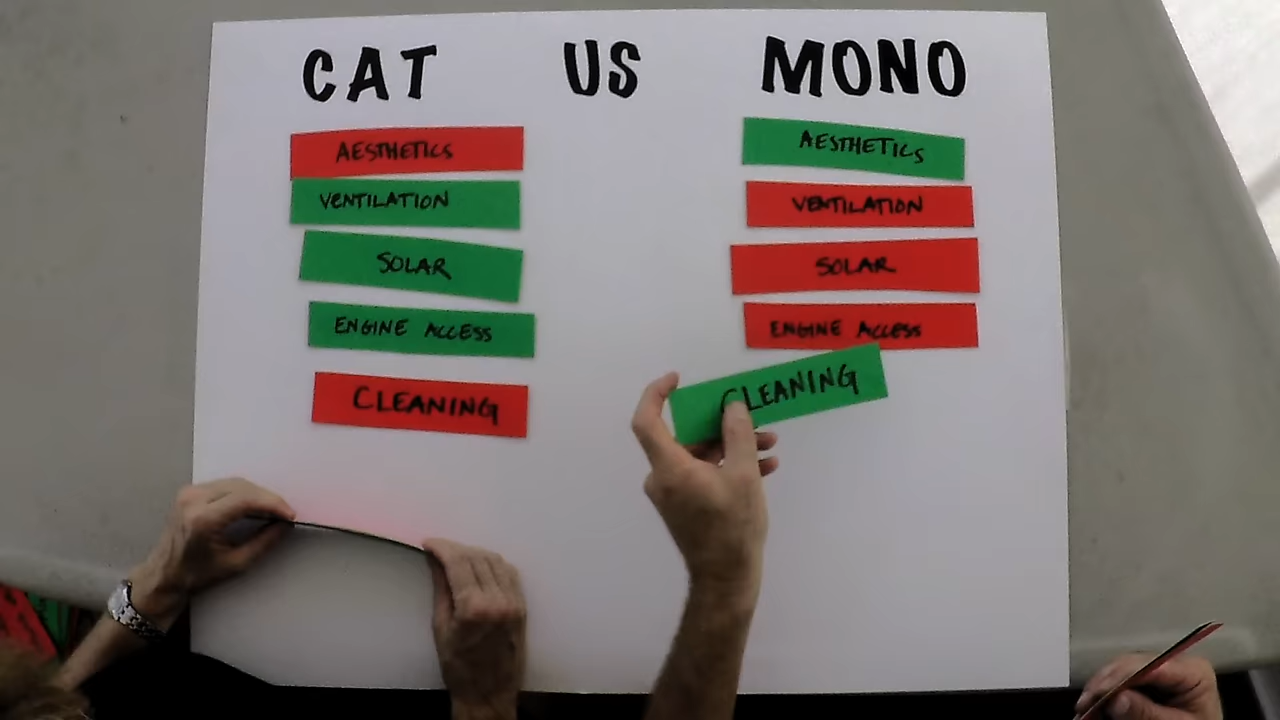 CAT US MONO
AESTHETICS AESTHETICS
VENTILATION VENTILATION
SOLAR SOLAR
ENGINE ACCESS ENGINE ACCESS
CLEANING CLEANING